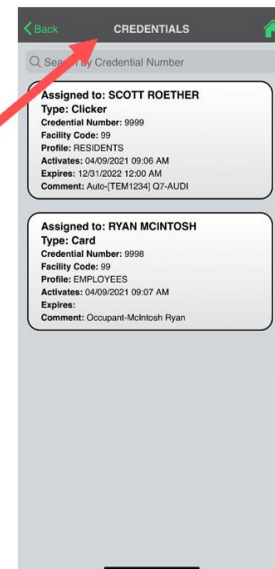 Back
CREDENTIALS
Search by Credential Number
Assigned to: SCOTT ROETHER
Type: Clicker
Credential Number: 9999
Facility Code: 99
Profile: RESIDENTS
Activates: 04/09/2021 09:06 AM
Expires: 12/31/2022 12:00 AM
Comment: Auto-[TEM1234] Q7-AUDI
Assigned to: RYAN MCINTOSH
Type: Card
Credential Number: 9998
Facility Code: 99
Profile: EMPLOYEES
Activates: 04/09/2021 09:07 AM
Expires:
Comment: Occupant-McIntosh Ryan